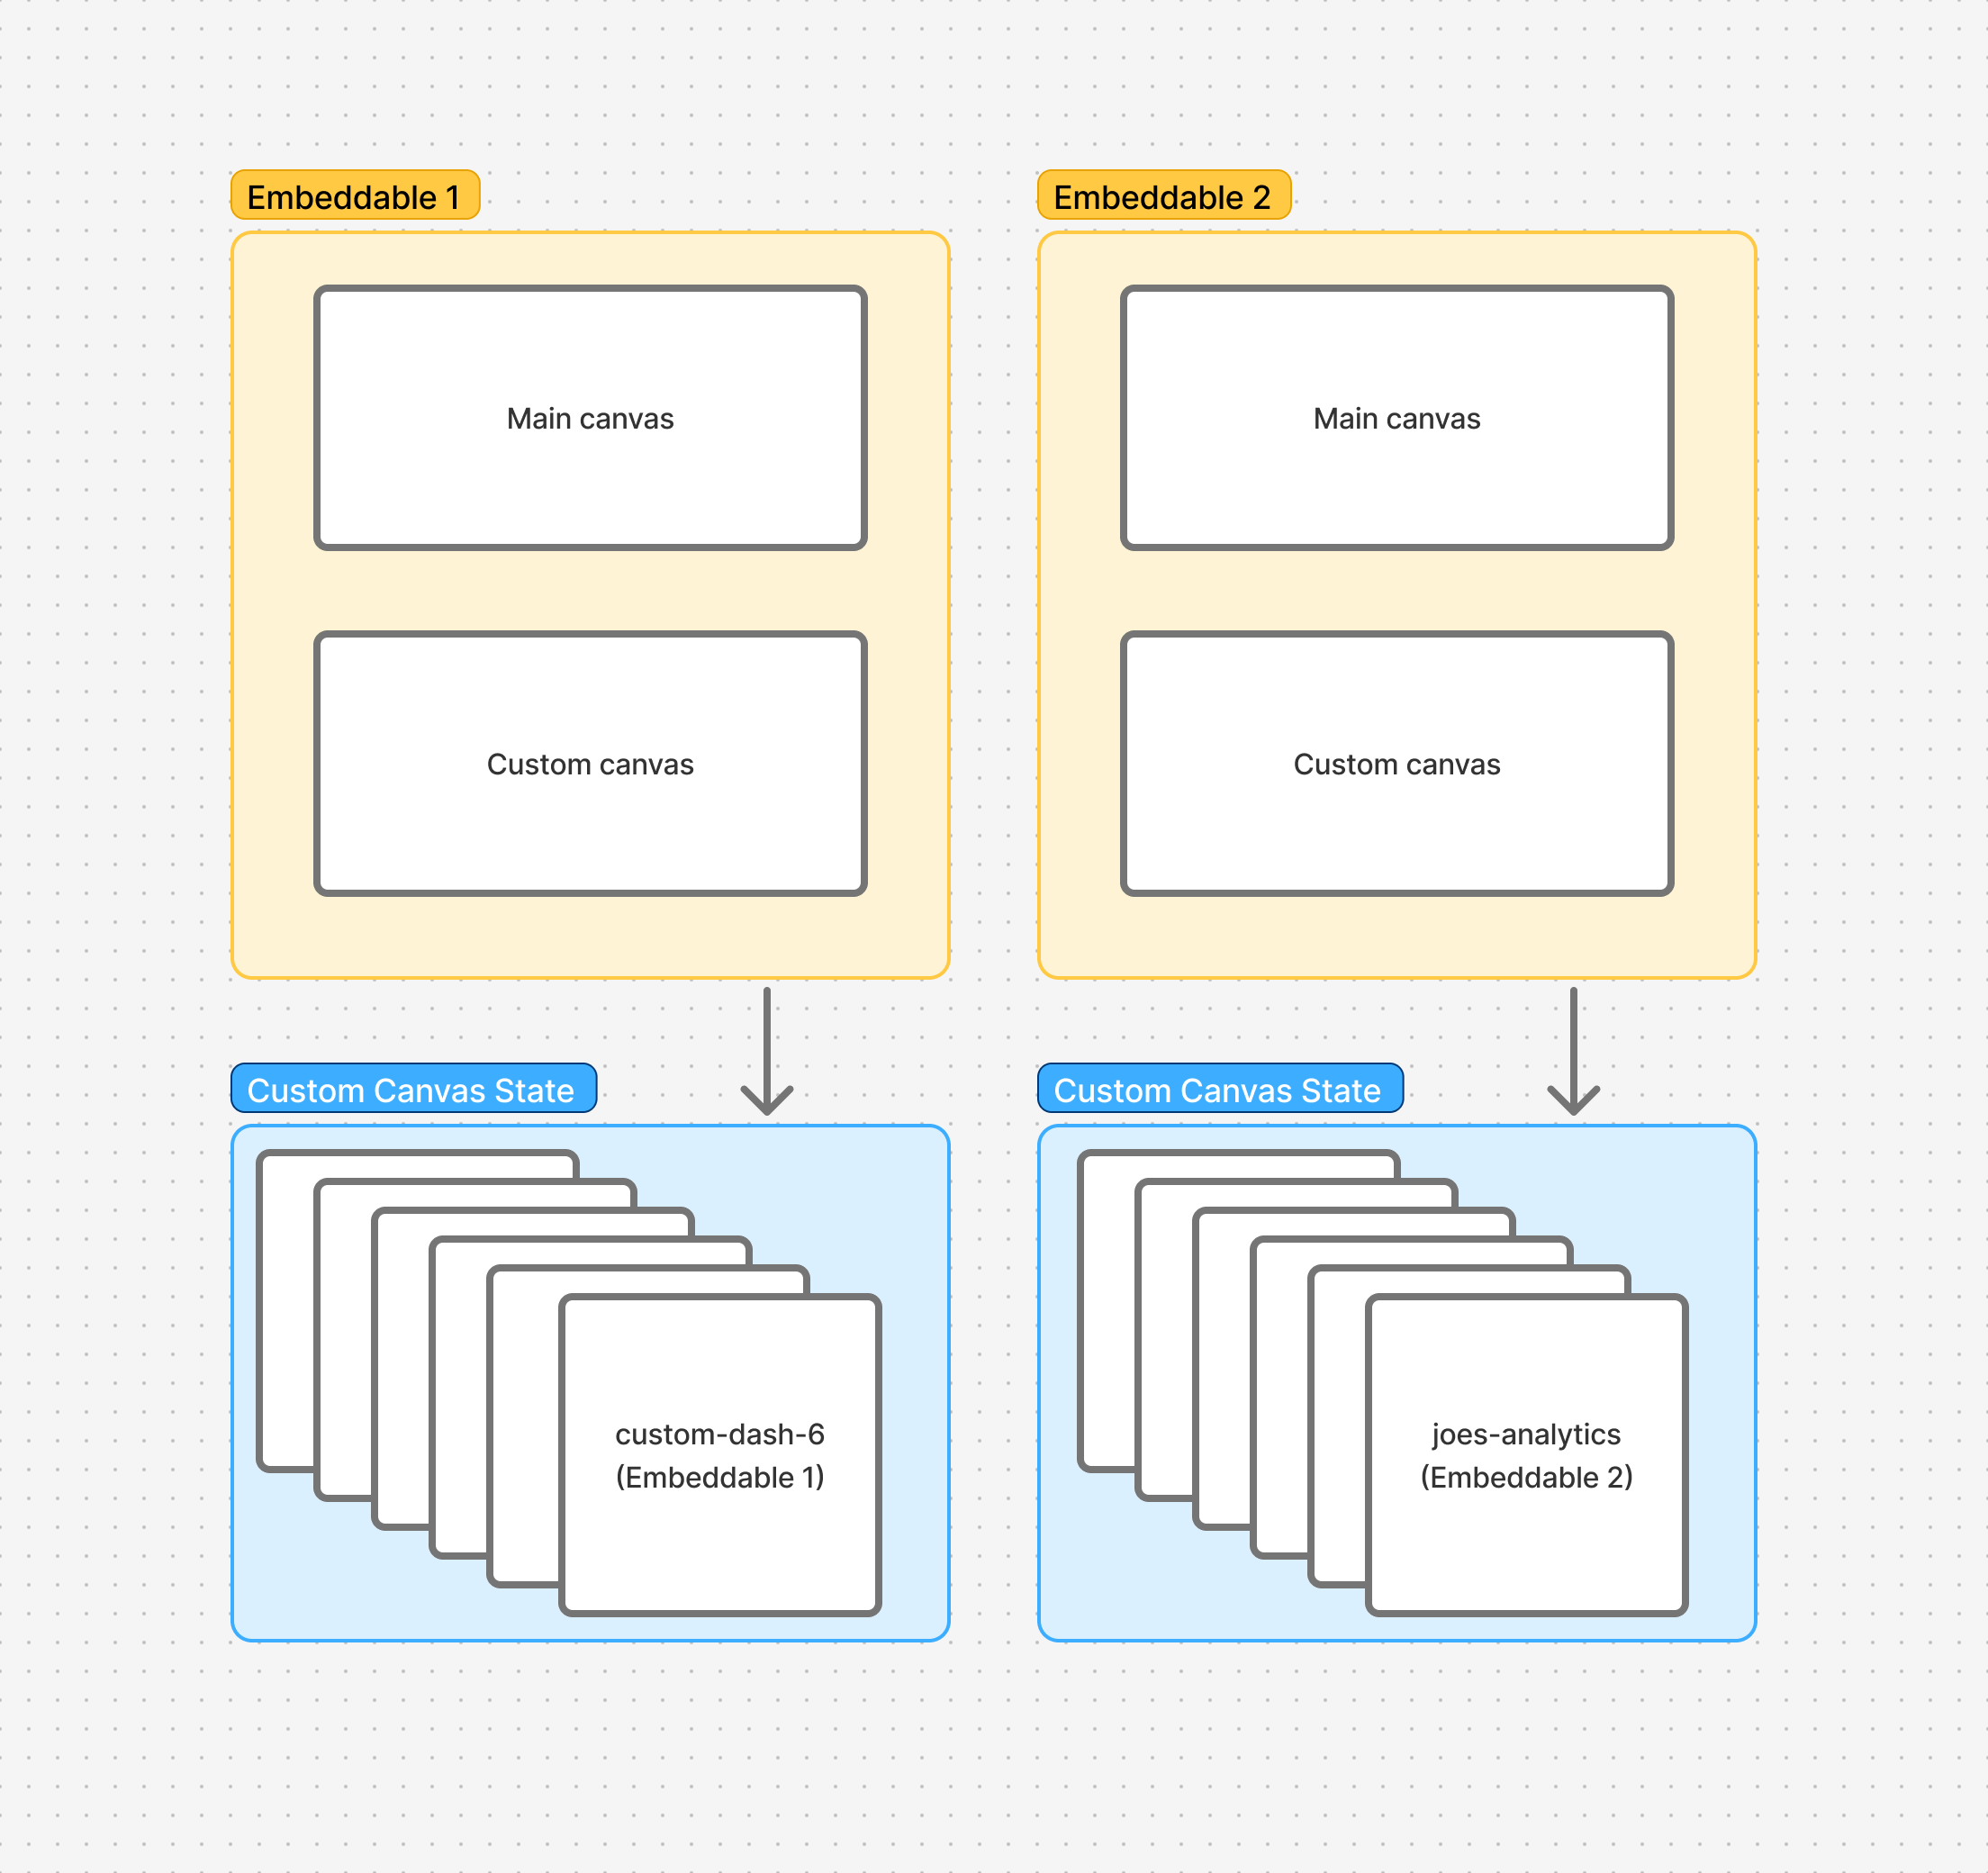 Embeddable 1
Main canvas
Custom canvas
Custom Canvas State
custom-dash-6
(Embeddable 1)
Embeddable 2
Main canvas
Custom canvas
Custom Canvas State
joes-analytics
(Embeddable 2)